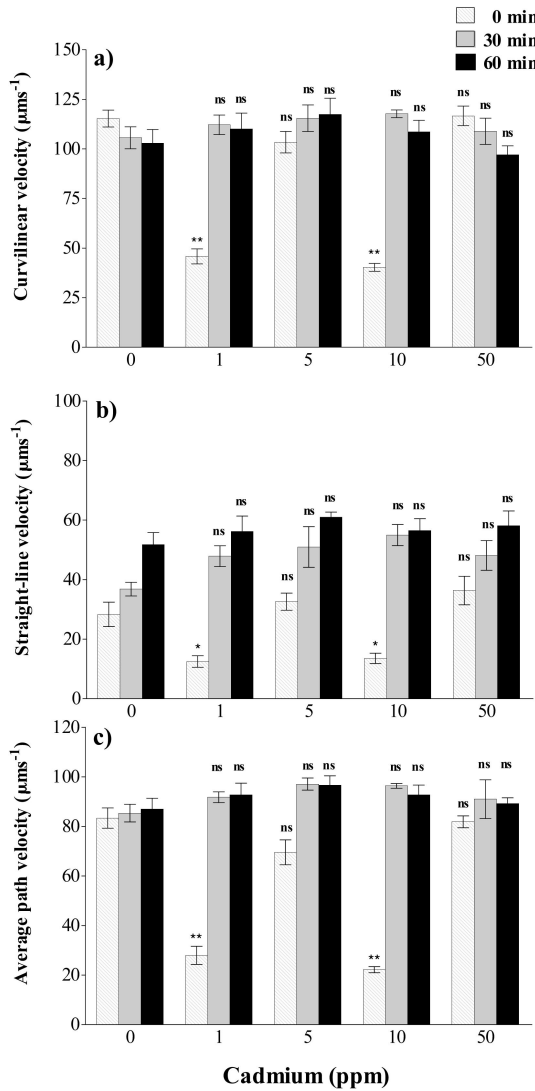 0 min
30 min
60 min
a)
Curvilinear velocity (μms-1)
150
125
100
75
50
25
0
** ns ns
ns ns ns
** ns ns
ns ns ns
0 1 5 10 50
b)
Straight-line velocity (μms-1)
100
80
60
40
20
0
* ns ns
ns ns ns
* ns ns
ns ns ns
0 1 5 10 50
c)
Average path velocity (μms-1)
120
100
80
60
40
20
0
** ns ns
ns ns ns
** ns ns
ns ns ns
0 1 5 10 50
Cadmium (ppm)